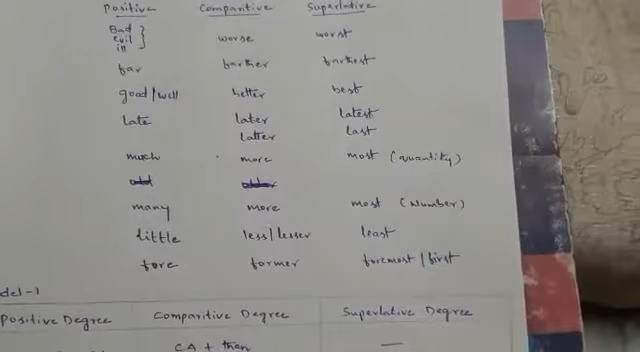 Positive Comparitive Superlative
Bad
evil
ill
worse worst
far farther farthest
good/well better best
late later latest
latter last
much more most (quantity)
many more most (Number)
little less/lesser least
fore former foremost/first
del-1
Positive Degree Comparitive Degree Superlative Degree
CA + than —